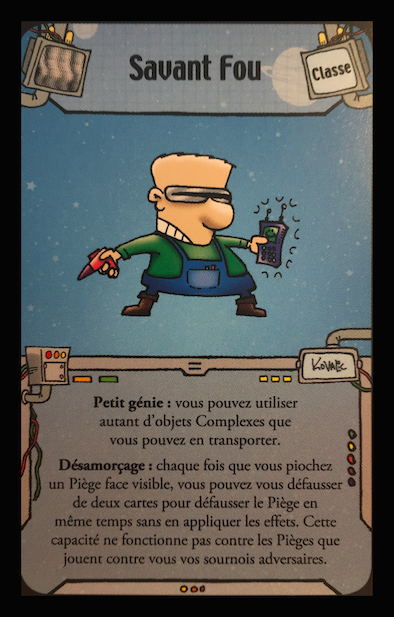 Savant Fou
Classe
Kovalic
Petit génie : vous pouvez utiliser
autant d'objets Complexes que
vous pouvez en transporter.
Désamorçage : chaque fois que vous piochez
un Piège face visible, vous pouvez vous défausser
de deux cartes pour défausser le Piège en
même temps sans en appliquer les effets. Cette
capacité ne fonctionne pas contre les Pièges que
jouent contre vous vos sournois adversaires.